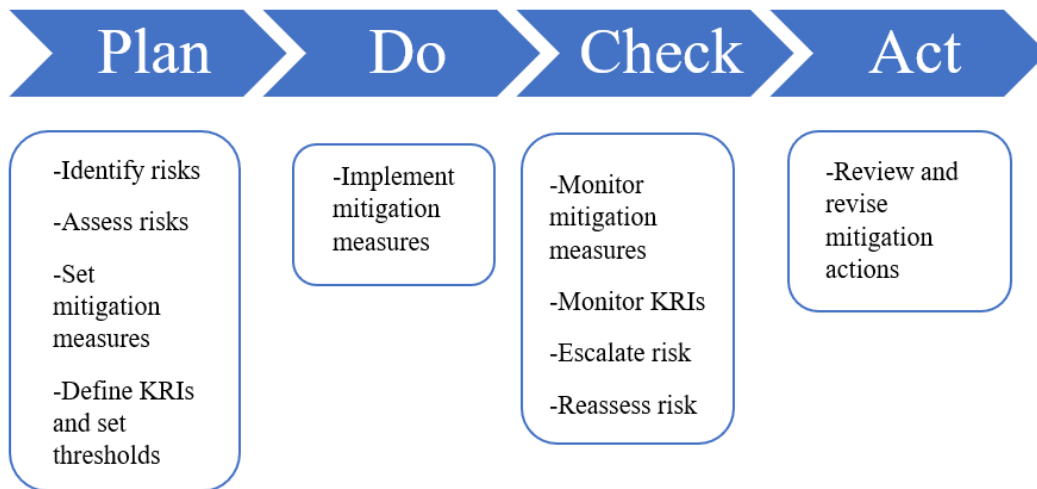 Plan
Do
Check
Act
-Identify risks
-Assess risks
-Set
mitigation
measures
-Define KRIs
and set
thresholds
-Implement
mitigation
measures
-Monitor
mitigation
measures
-Monitor KRIs
-Escalate risk
-Reassess risk
-Review and
revise
mitigation
actions